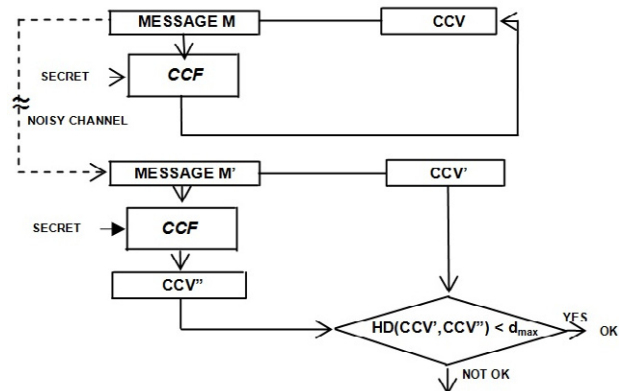 MESSAGE M
CCV
SECRET
CCF
NOISY CHANNEL
MESSAGE M’
CCV’
SECRET
CCF
CCV”
HD(CCV’,CCV”) < dmax
YES
OK
NOT OK